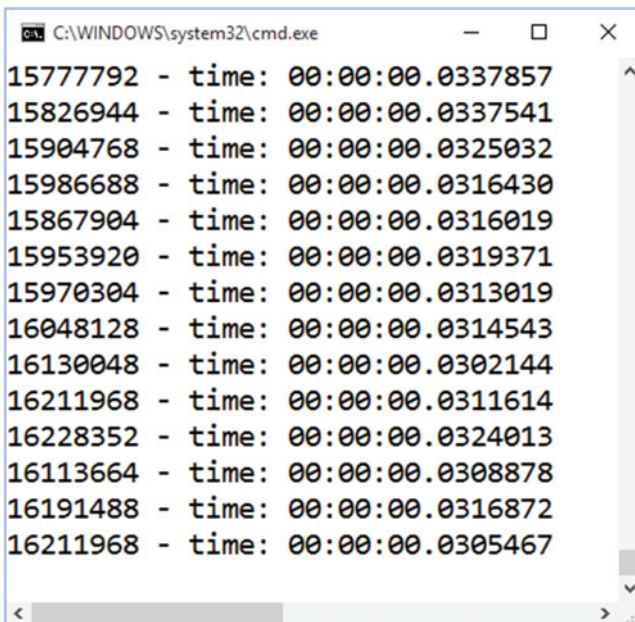 C:\WINDOWS\system32\cmd.exe
15777792 - time: 00:00:00.0337857
15826944 - time: 00:00:00.0337541
15904768 - time: 00:00:00.0325032
15986688 - time: 00:00:00.0316430
15867904 - time: 00:00:00.0316019
15953920 - time: 00:00:00.0319371
15970304 - time: 00:00:00.0313019
16048128 - time: 00:00:00.0314543
16130048 - time: 00:00:00.0302144
16211968 - time: 00:00:00.0311614
16228352 - time: 00:00:00.0324013
16113664 - time: 00:00:00.0308878
16191488 - time: 00:00:00.0316872
16211968 - time: 00:00:00.0305467